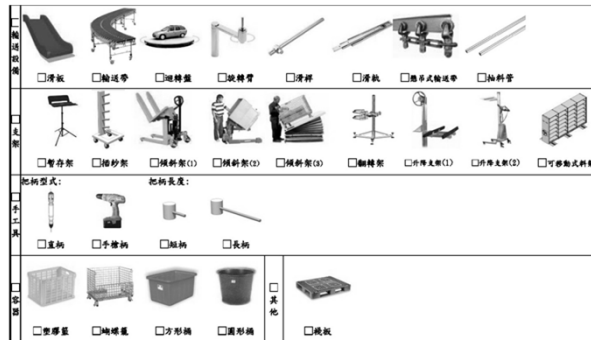 □輸送設備
□滑板 □輸送帶 □迴轉盤 □旋轉臂 □滑桿 □滑軌 □懸吊式輸送帶 □抽料管
□支架
□暫存架 □插紗架 □傾斜架(1) □傾斜架(2) □傾斜架(3) □翻轉架 □升降支架(1) □升降支架(2) □可移動式料架
□手工具
把柄型式: 把柄長度:
□直柄 □手槍柄 □短柄 □長柄
□容器
□塑膠籃 □蝴蝶籠 □方形桶 □圓形桶
□其他
□棧板